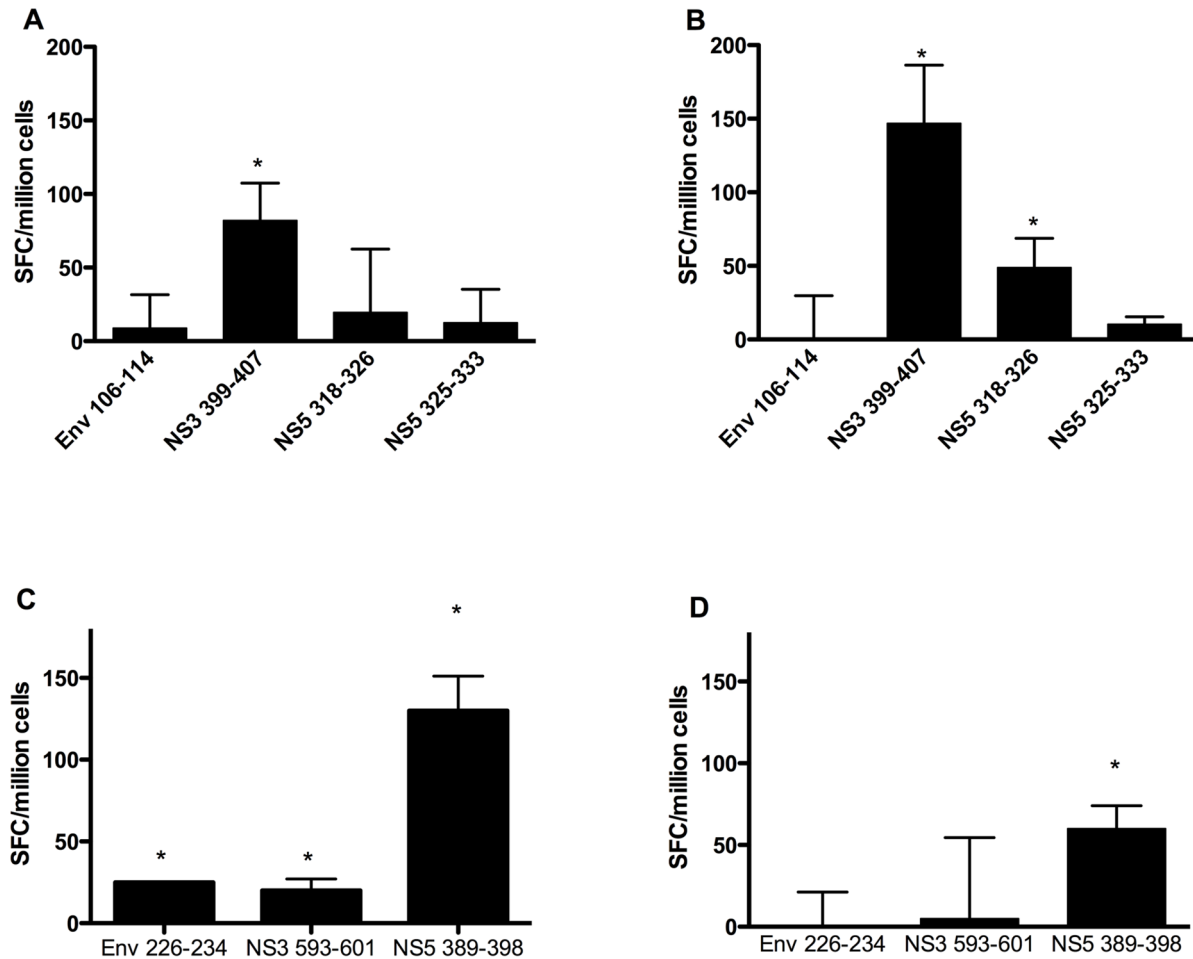 A
200
150
100
50
0
SFC/million cells
*
Env 106-114
NS3 399-407
NS5 318-326
NS5 325-333
B
200
150
100
50
0
SFC/milllion cells
*
*
Env 106-114
NS3 399-407
NS5 318-326
NS5 325-333
C
150
100
50
0
SFC/million cells
*
*
*
Env 226-234 NS3 593-601 NS5 389-398
D
150
100
50
0
SFC/million cells
*
Env 226-234 NS3 593-601 NS5 389-398